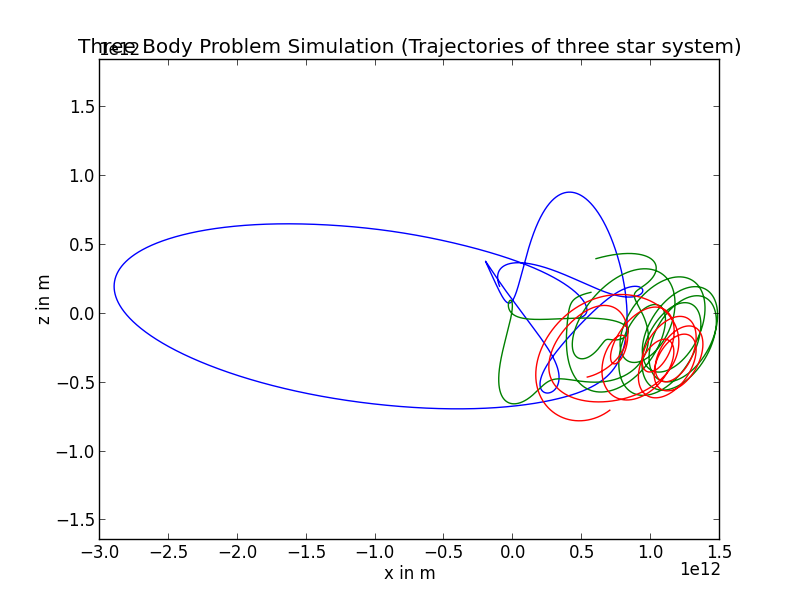 Three Body Problem Simulation (Trajectories of three star system)
1e12
1.5
1.0
0.5
0.0
−0.5
−1.0
−1.5
z in m
−3.0 −2.5 −2.0 −1.5 −1.0 −0.5 0.0 0.5 1.0 1.5
x in m
1e12